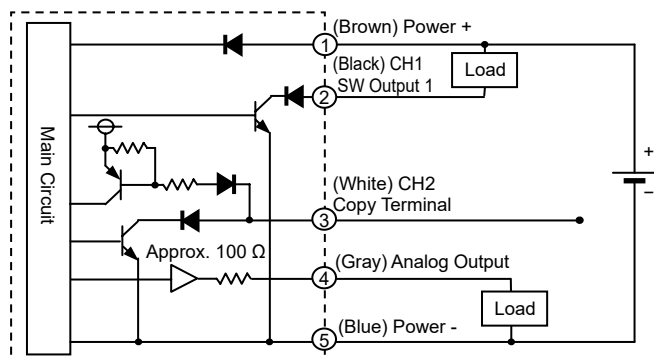 (Brown) Power +
1
(Black) CH1
SW Output 1
2
Load
+
−
Main Circuit
(White) CH2
Copy Terminal
3
Approx. 100 Ω
(Gray) Analog Output
4
Load
(Blue) Power -
5